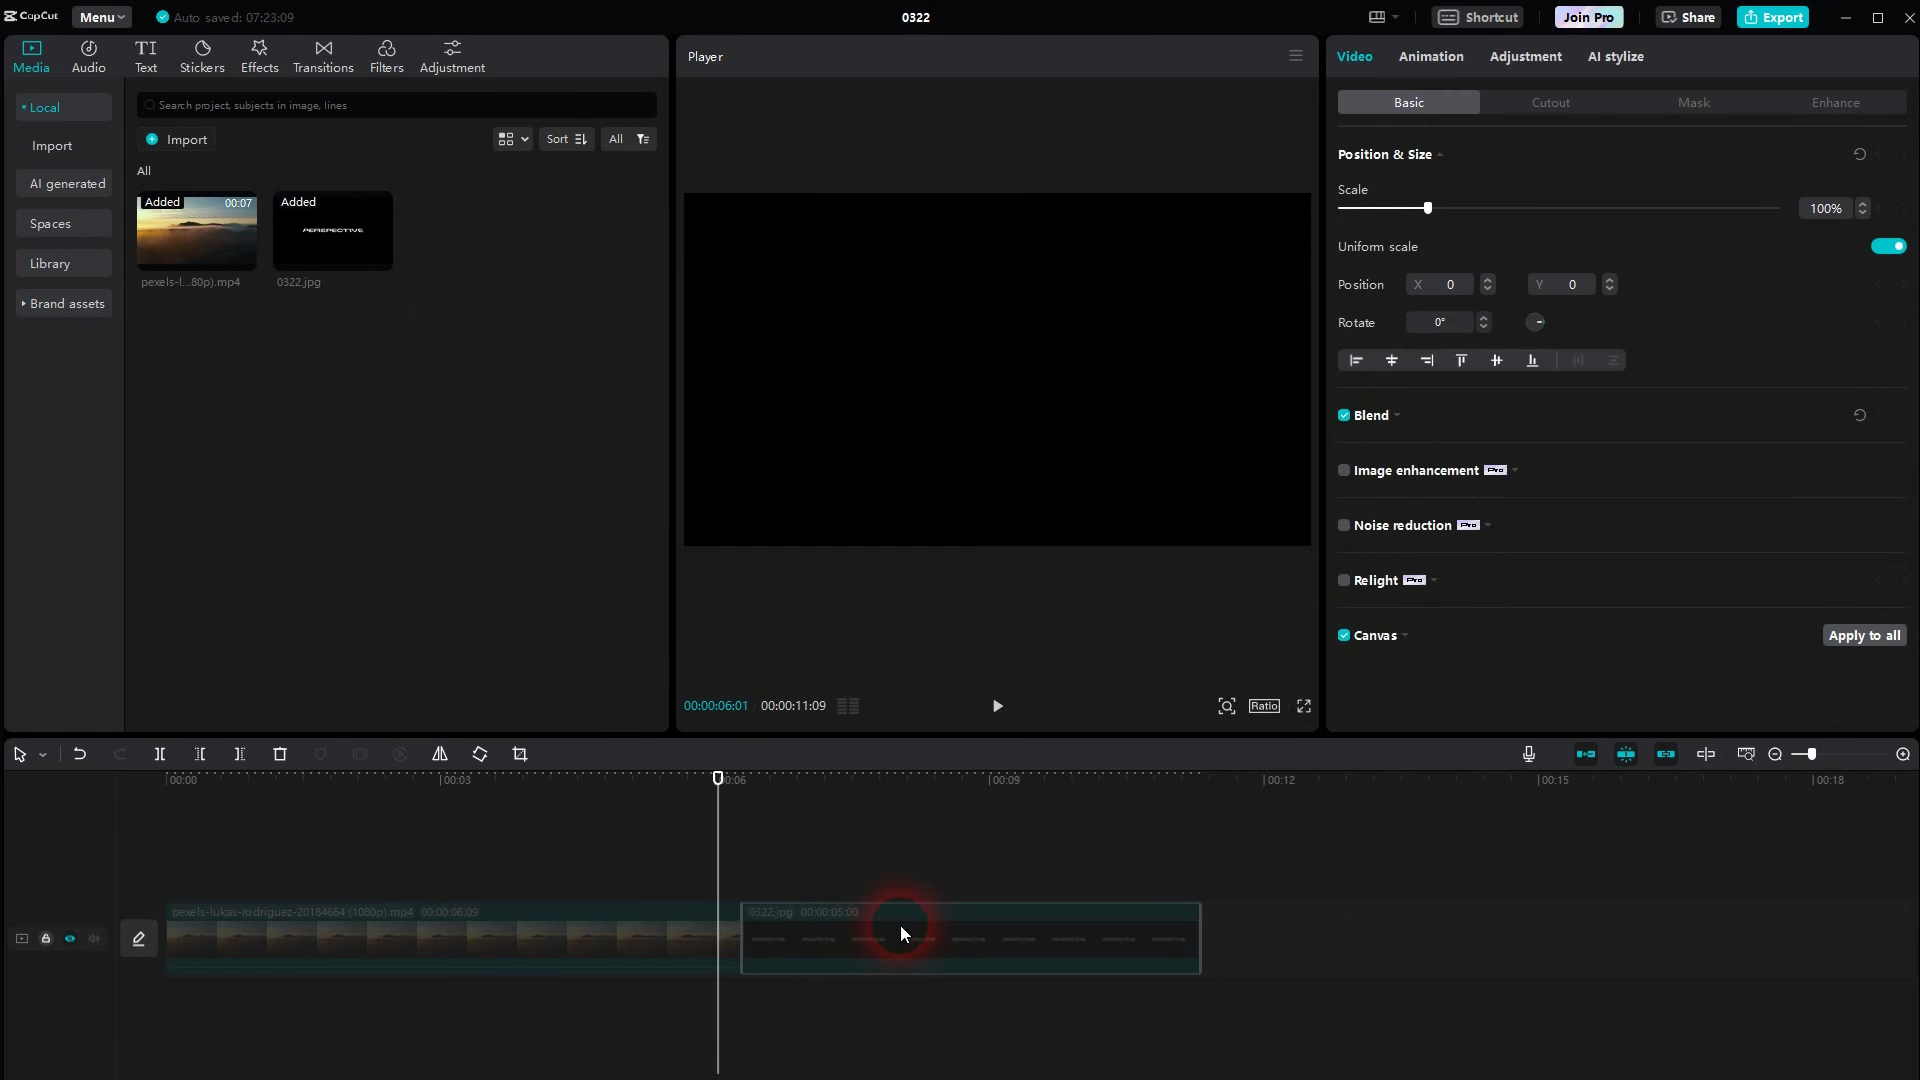 CapCut
Menu
Auto saved: 07:23:09
0322
Shortcut
Join Pro
Share
Export
Media
Audio
TI
Text
Stickers
Effects
Transitions
Filters
Adjustment
Local
Import
AI generated
Spaces
Library
Brand assets
Search project, subjects in image, lines
Import
Sort
All
All
Added
00:07
pexels-l...80p).mp4
Added
PERSPECTIVE
0322.jpg
Player
00:00:06:01
00:00:11:09
Ratio
Video
Animation
Adjustment
AI stylize
Basic
Cutout
Mask
Enhance
Position & Size
Scale
100%
Uniform scale
Position
X 0
Y 0
Rotate
0°
Blend
Image enhancement Pro
Noise reduction Pro
Relight Pro
Canvas
Apply to all
00:00
00:03
00:06
00:09
00:12
00:15
00:18
pexels-lukas-rodriguez-20184664 (1080p).mp4 00:00:06:09
0322.jpg 00:00:05:00